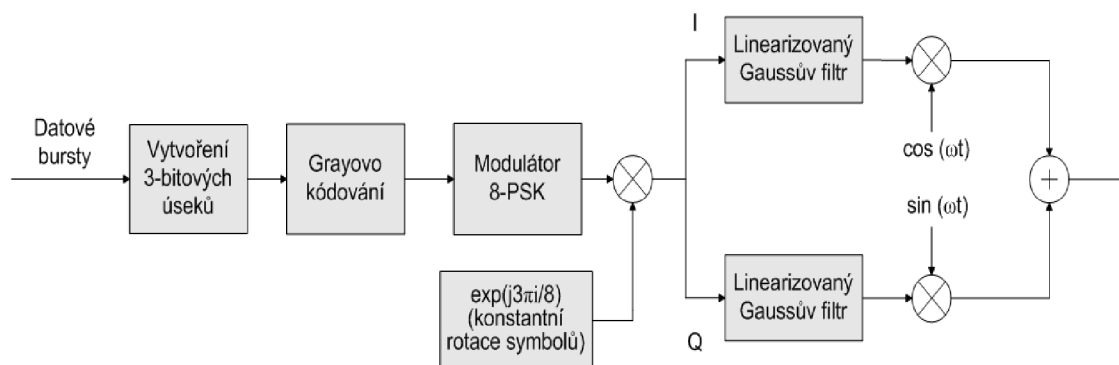 Datové
bursty
Vytvoření
3-bitových
úseků
Grayovo
kódování
Modulátor
8-PSK
exp(j3πi/8)
(konstantní
rotace symbolů)
I
Linearizovaný
Gaussův filtr
cos (ωt)
sin (ωt)
Linearizovaný
Gaussův filtr
Q